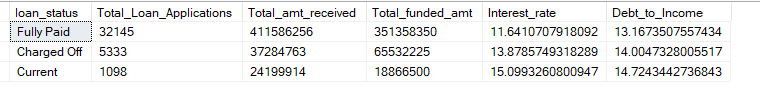 loan_status Total_Loan_Applications Total_amt_received Total_funded_amt Interest_rate Debt_to_Income
Fully Paid 32145 411586256 351358350 11.6410707918092 13.1673507557434
Charged Off 5333 37284763 65532225 13.8785749318289 14.0047328005517
Current 1098 24199914 18866500 15.0993260800947 14.7243442736843